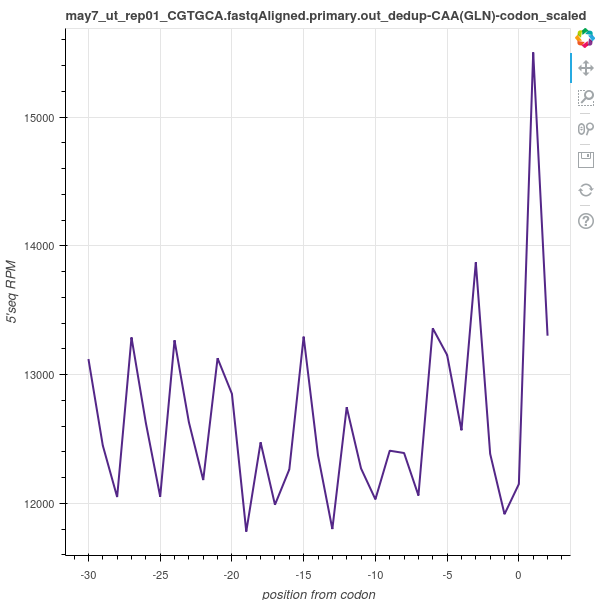 may7_ut_rep01_CGTGCA.fastqAligned.primary.out_dedup-CAA(GLN)-codon_scaled
15000
14000
13000
12000
5'seq RPM
-30 -25 -20 -15 -10 -5 0
position from codon